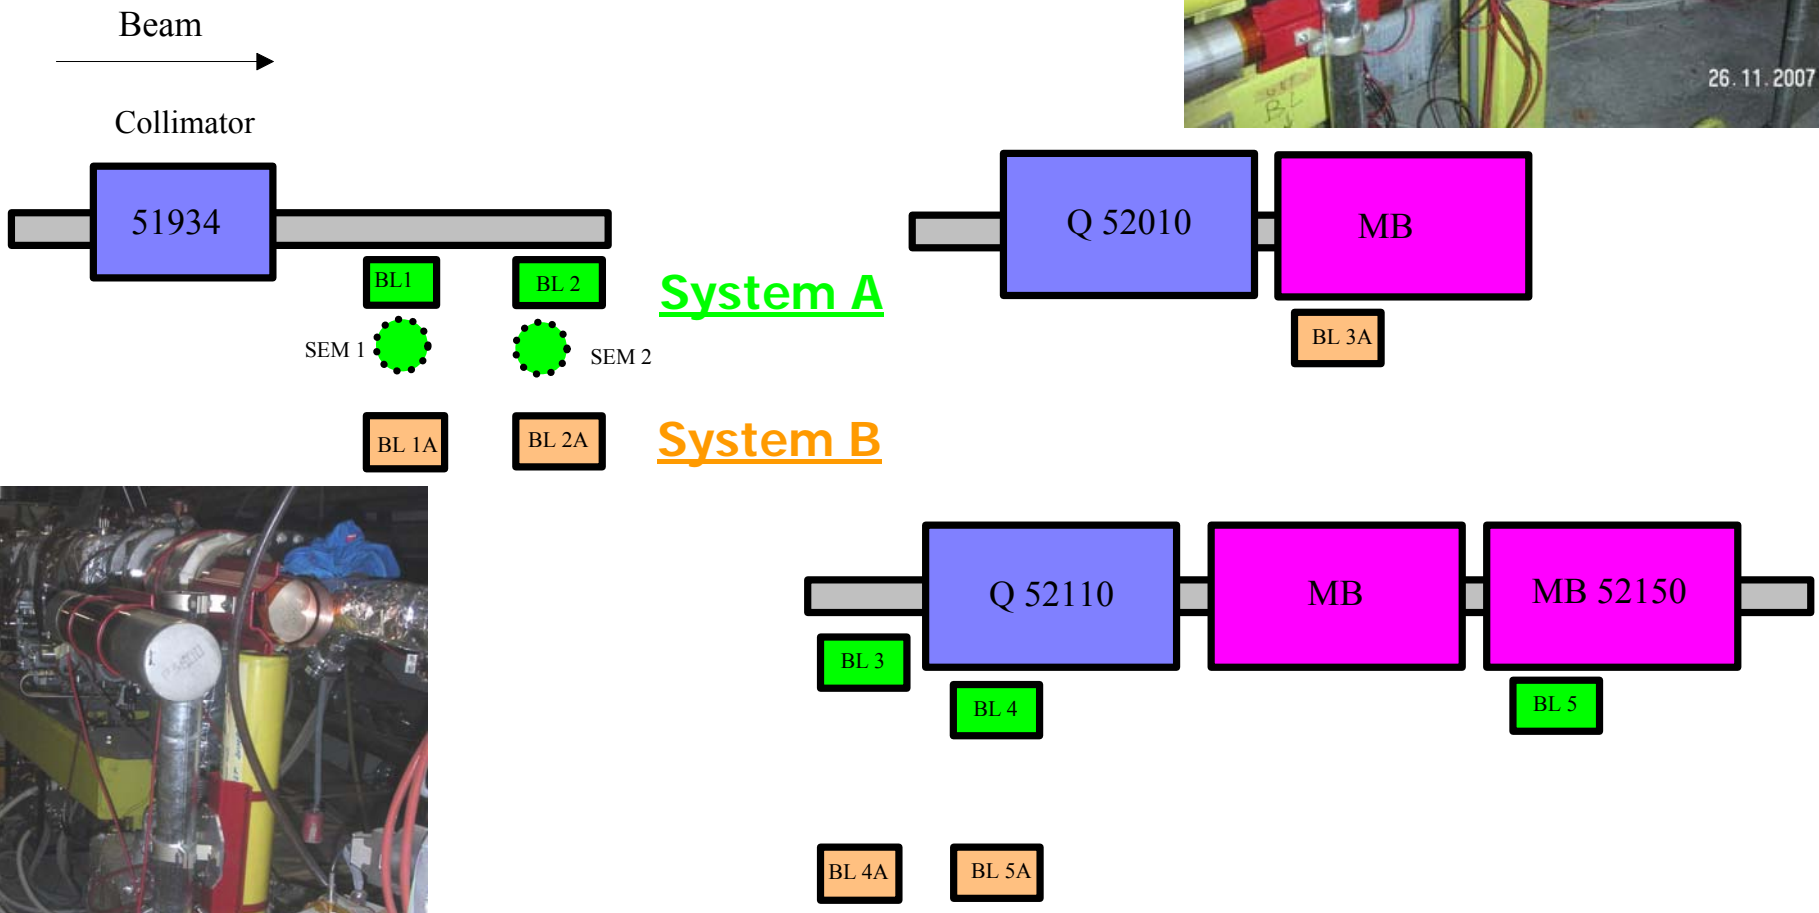 Beam
26.11.2007
Collimator
51934
Q 52010
MB
BL1
BL 2
System A
SEM 1
SEM 2
BL 3A
BL 1A
BL 2A
System B
Q 52110
MB
MB 52150
BL 3
BL 4
BL 5
BL 4A
BL 5A
BL